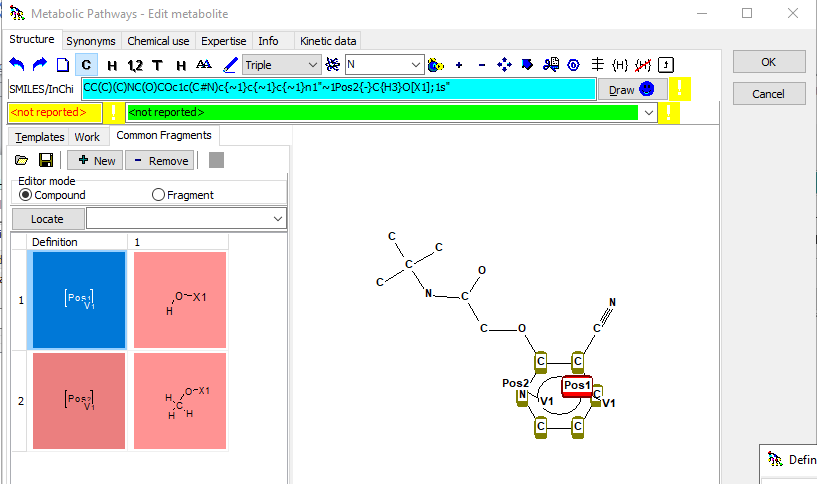 Metabolic Pathways - Edit metabolite
Structure Synonyms Chemical use Expertise Info Kinetic data
C H 1,2 T H AA Triple N {H} {H}
OK
SMILES/InChi CC(C)(C)NC(O)COc1c(C#N)c{~1}c{~1}c{~1}n1"~1Pos2{-}C{H3}O[X1];1s" Draw !
Cancel
<not reported> ! <not reported> !
Templates Work Common Fragments
New Remove
Editor mode
Compound Fragment
Locate
Definition 1
1 [Pos1] V1 H O X1
2 [Pos2] V1 H H C H O X1
C C
C O
C N C
C O
N
C
C C
Pos2 Pos1
N V1 C
V1
C C
Defin